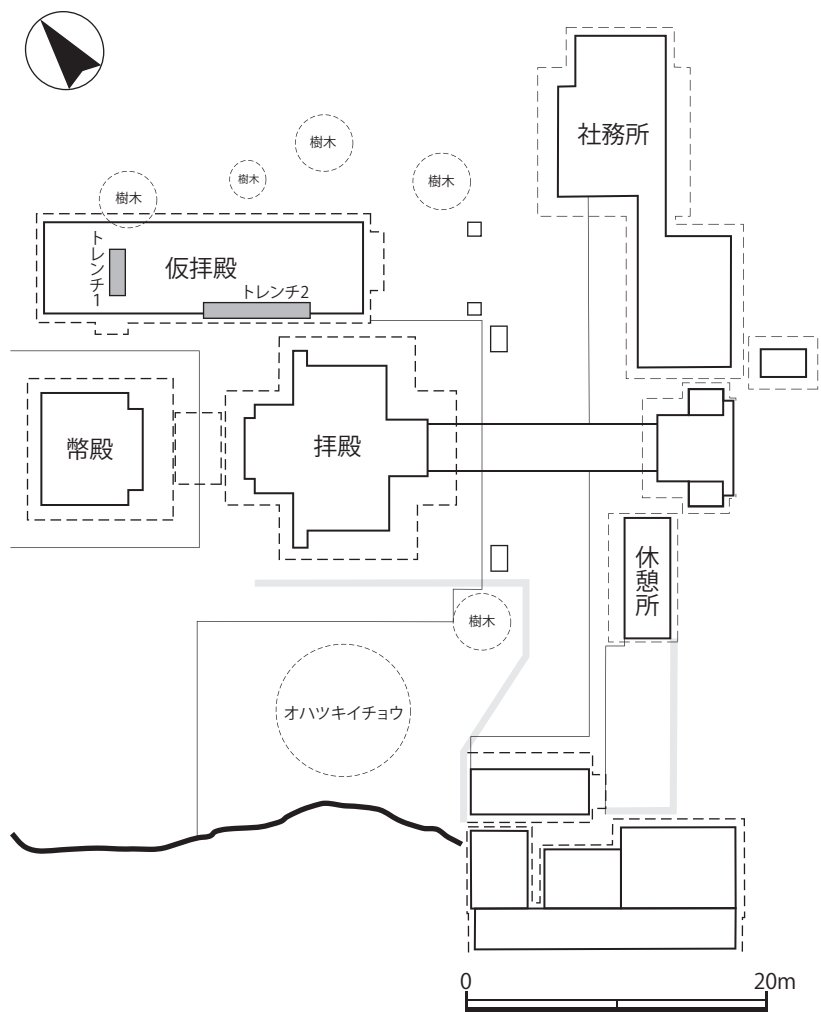 社務所
樹木
樹木
樹木
樹木
トレンチ1
仮拝殿
トレンチ2
幣殿
拝殿
休憩所
樹木
オハツキイチョウ
0 20m